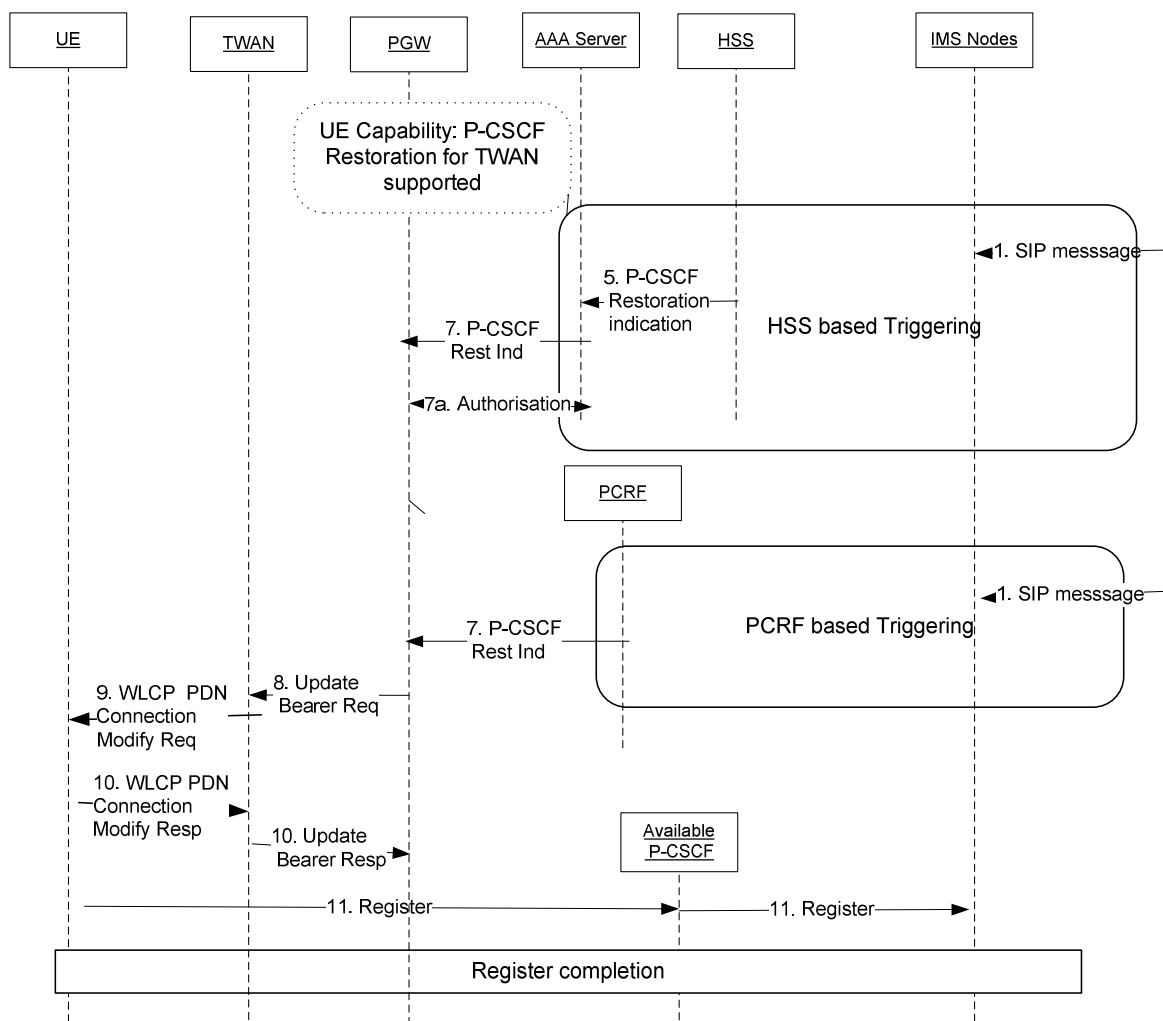 UE
TWAN
PGW
AAA Server
HSS
IMS Nodes
UE Capability: P-CSCF
Restoration for TWAN
supported
1. SIP messsage
5. P-CSCF
Restoration
indication
HSS based Triggering
7. P-CSCF
Rest Ind
7a. Authorisation
PCRF
1. SIP messsage
PCRF based Triggering
7. P-CSCF
Rest Ind
8. Update
Bearer Req
9. WLCP PDN
Connection
Modify Req
10. WLCP PDN
Connection
Modify Resp
10. Update
Bearer Resp
Available
P-CSCF
11. Register
11. Register
Register completion